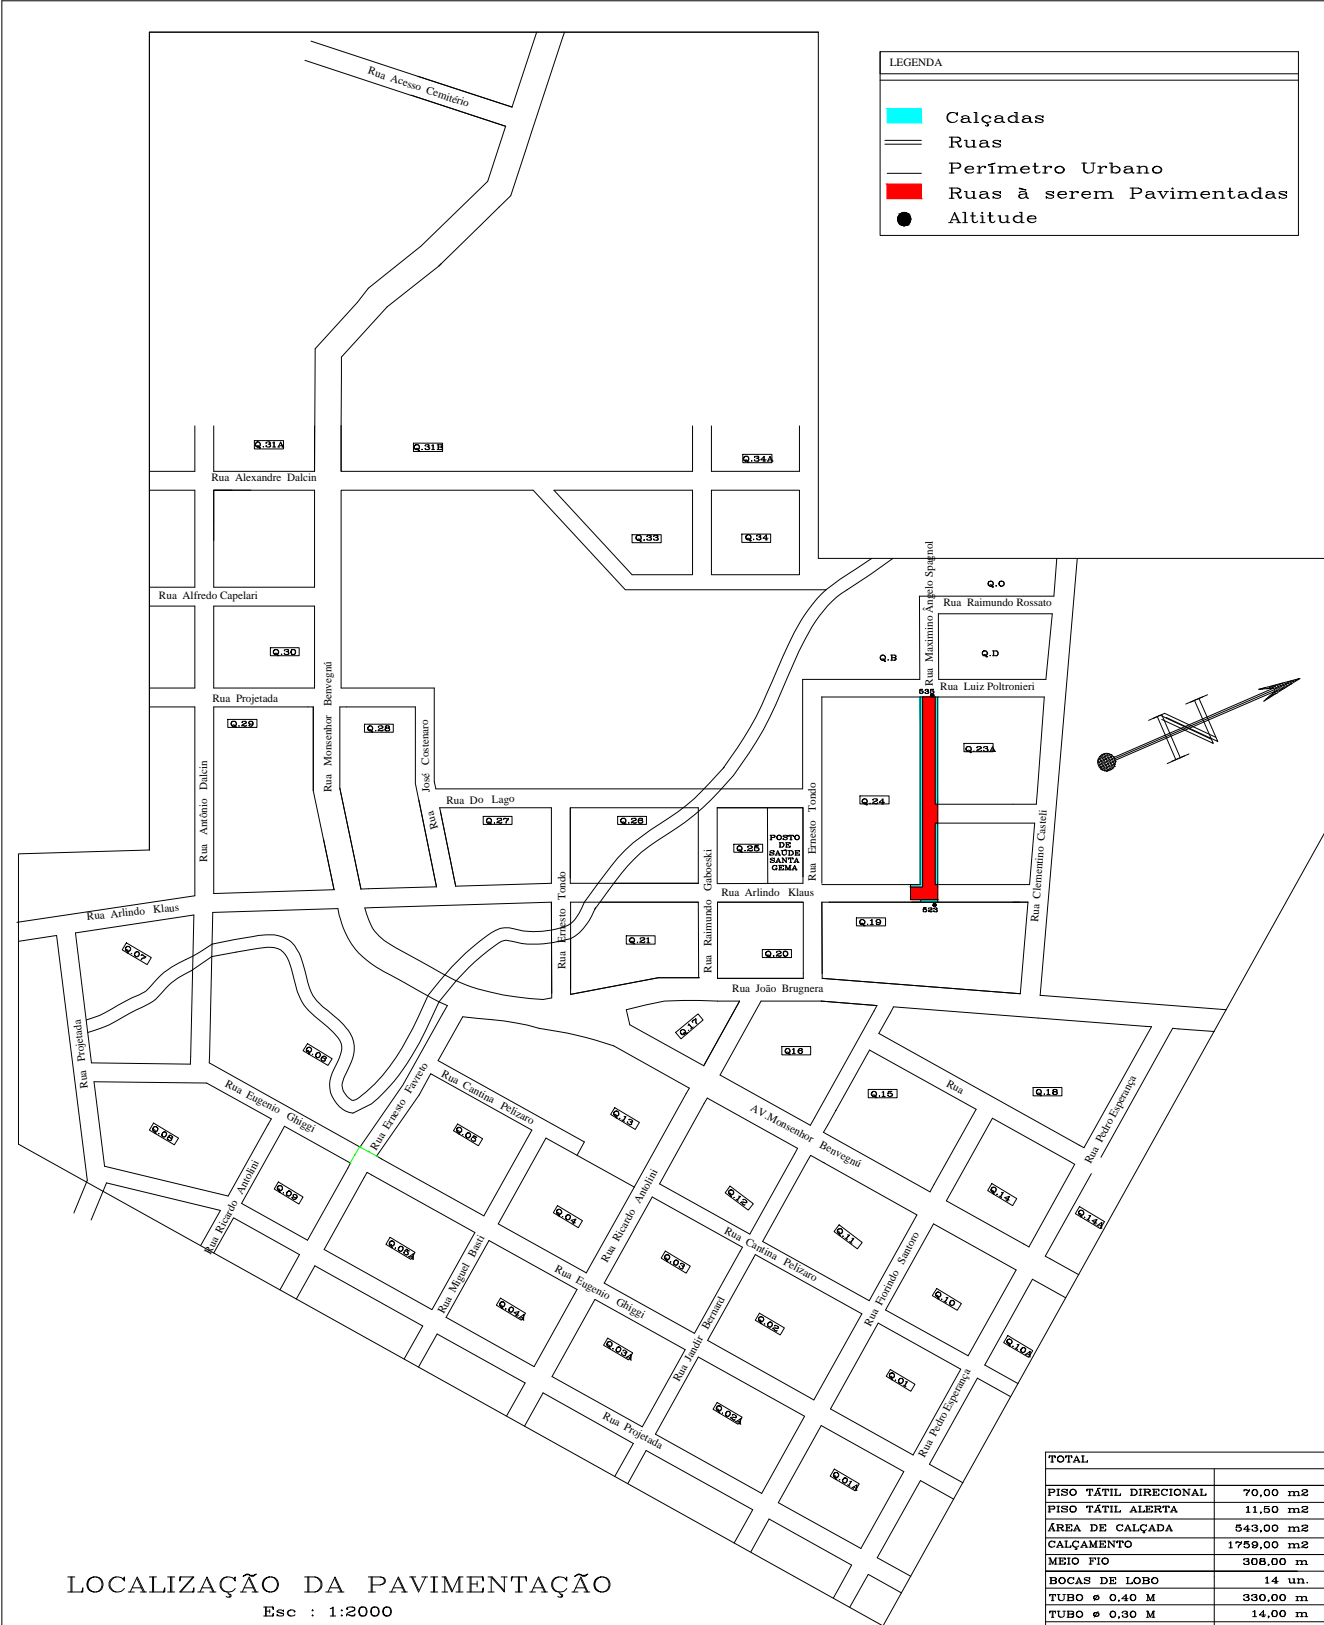 LEGENDA
Calçadas
Ruas
Perímetro Urbano
Ruas à serem Pavimentadas
Altitude
Rua Acesso Cemitério
Q.31A
Q.31B
Q.34A
Rua Alexandre Dalcin
Q.33
Q.34
Rua Alfredo Capelari
Q.30
Rua Maximino Ângelo Spagnol
Q.O
Rua Raimundo Rossato
Q.B
Q.D
Rua Luiz Poltronieri
535
Rua Projetada
Q.29
Rua Monsenhor Benvegnú
Q.28
Rua José Costenaro
Q.23A
N
Rua Antônio Dalcin
Rua Do Lago
Q.27
Q.26
Q.25
POSTO
DE
SAÚDE
SANTA
GEMA
Rua Ernesto Tondo
Q.24
Rua Clementino Casteli
Rua Arlindo Klaus
Rua Arlindo Klaus
523
Q.07
Rua Ernesto Tondo
Q.21
Rua Raimundo Gaboeski
Q.20
Q.19
Rua João Brugnera
Rua Projetada
Q.06
Q.17
Q16
Q.15
Rua
Q.18
Rua Eugenio Ghiggi
Rua Ernesto Favreto
Rua Cantina Pelizaro
Q.13
AV.Monsenhor Benvegnú
Rua Pedro Esperança
Q.08
Q.05
Q.09
Rua Ricardo Antolini
Q.04
Rua Ricardo Antolini
Q.12
Q.14
Q.14A
Q.05A
Rua Miguel Basti
Q.03
Rua Cantina Pelizaro
Q.11
Rua Fiorindo Santoro
Rua Eugenio Ghiggi
Q.04A
Q.02
Q.10
Q.10A
Q.03A
Rua Jandir Bernard
Q.01
Rua Pedro Esperança
Q.02A
Rua Projetada
Q.01A
TOTAL
PISO TÁTIL DIRECIONAL 70,00 m2
PISO TÁTIL ALERTA 11,50 m2
ÁREA DE CALÇADA 543,00 m2
CALÇAMENTO 1759,00 m2
MEIO FIO 308,00 m
BOCAS DE LOBO 14 un.
TUBO ø 0,40 M 330,00 m
TUBO ø 0,30 M 14,00 m
LOCALIZAÇÃO DA PAVIMENTAÇÃO
Esc : 1:2000